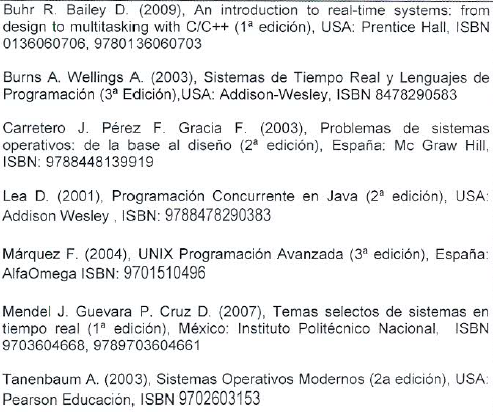 Buhr R. Bailey D. (2009), An introduction to real-time systems: from
design to multitasking with C/C++ (1ª edición), USA: Prentice Hall, ISBN
0136060706, 9780136060703
Burns A. Wellings A. (2003), Sistemas de Tiempo Real y Lenguajes de
Programación (3ª Edición),USA: Addison-Wesley, ISBN 8478290583
Carretero J. Pérez F. Gracia F. (2003), Problemas de sistemas
operativos: de la base al diseño (2ª edición), España: Mc Graw Hill,
ISBN: 9788448139919
Lea D. (2001), Programación Concurrente en Java (2ª edición), USA:
Addison Wesley , ISBN: 9788478290383
Márquez F. (2004), UNIX Programación Avanzada (3ª edición), España:
AlfaOmega ISBN: 9701510496
Mendel J. Guevara P. Cruz D. (2007), Temas selectos de sistemas en
tiempo real (1ª edición), México: Instituto Politécnico Nacional, ISBN
9703604668, 9789703604661
Tanenbaum A. (2003), Sistemas Operativos Modernos (2a edición), USA:
Pearson Educación,, ISBN 9702603153